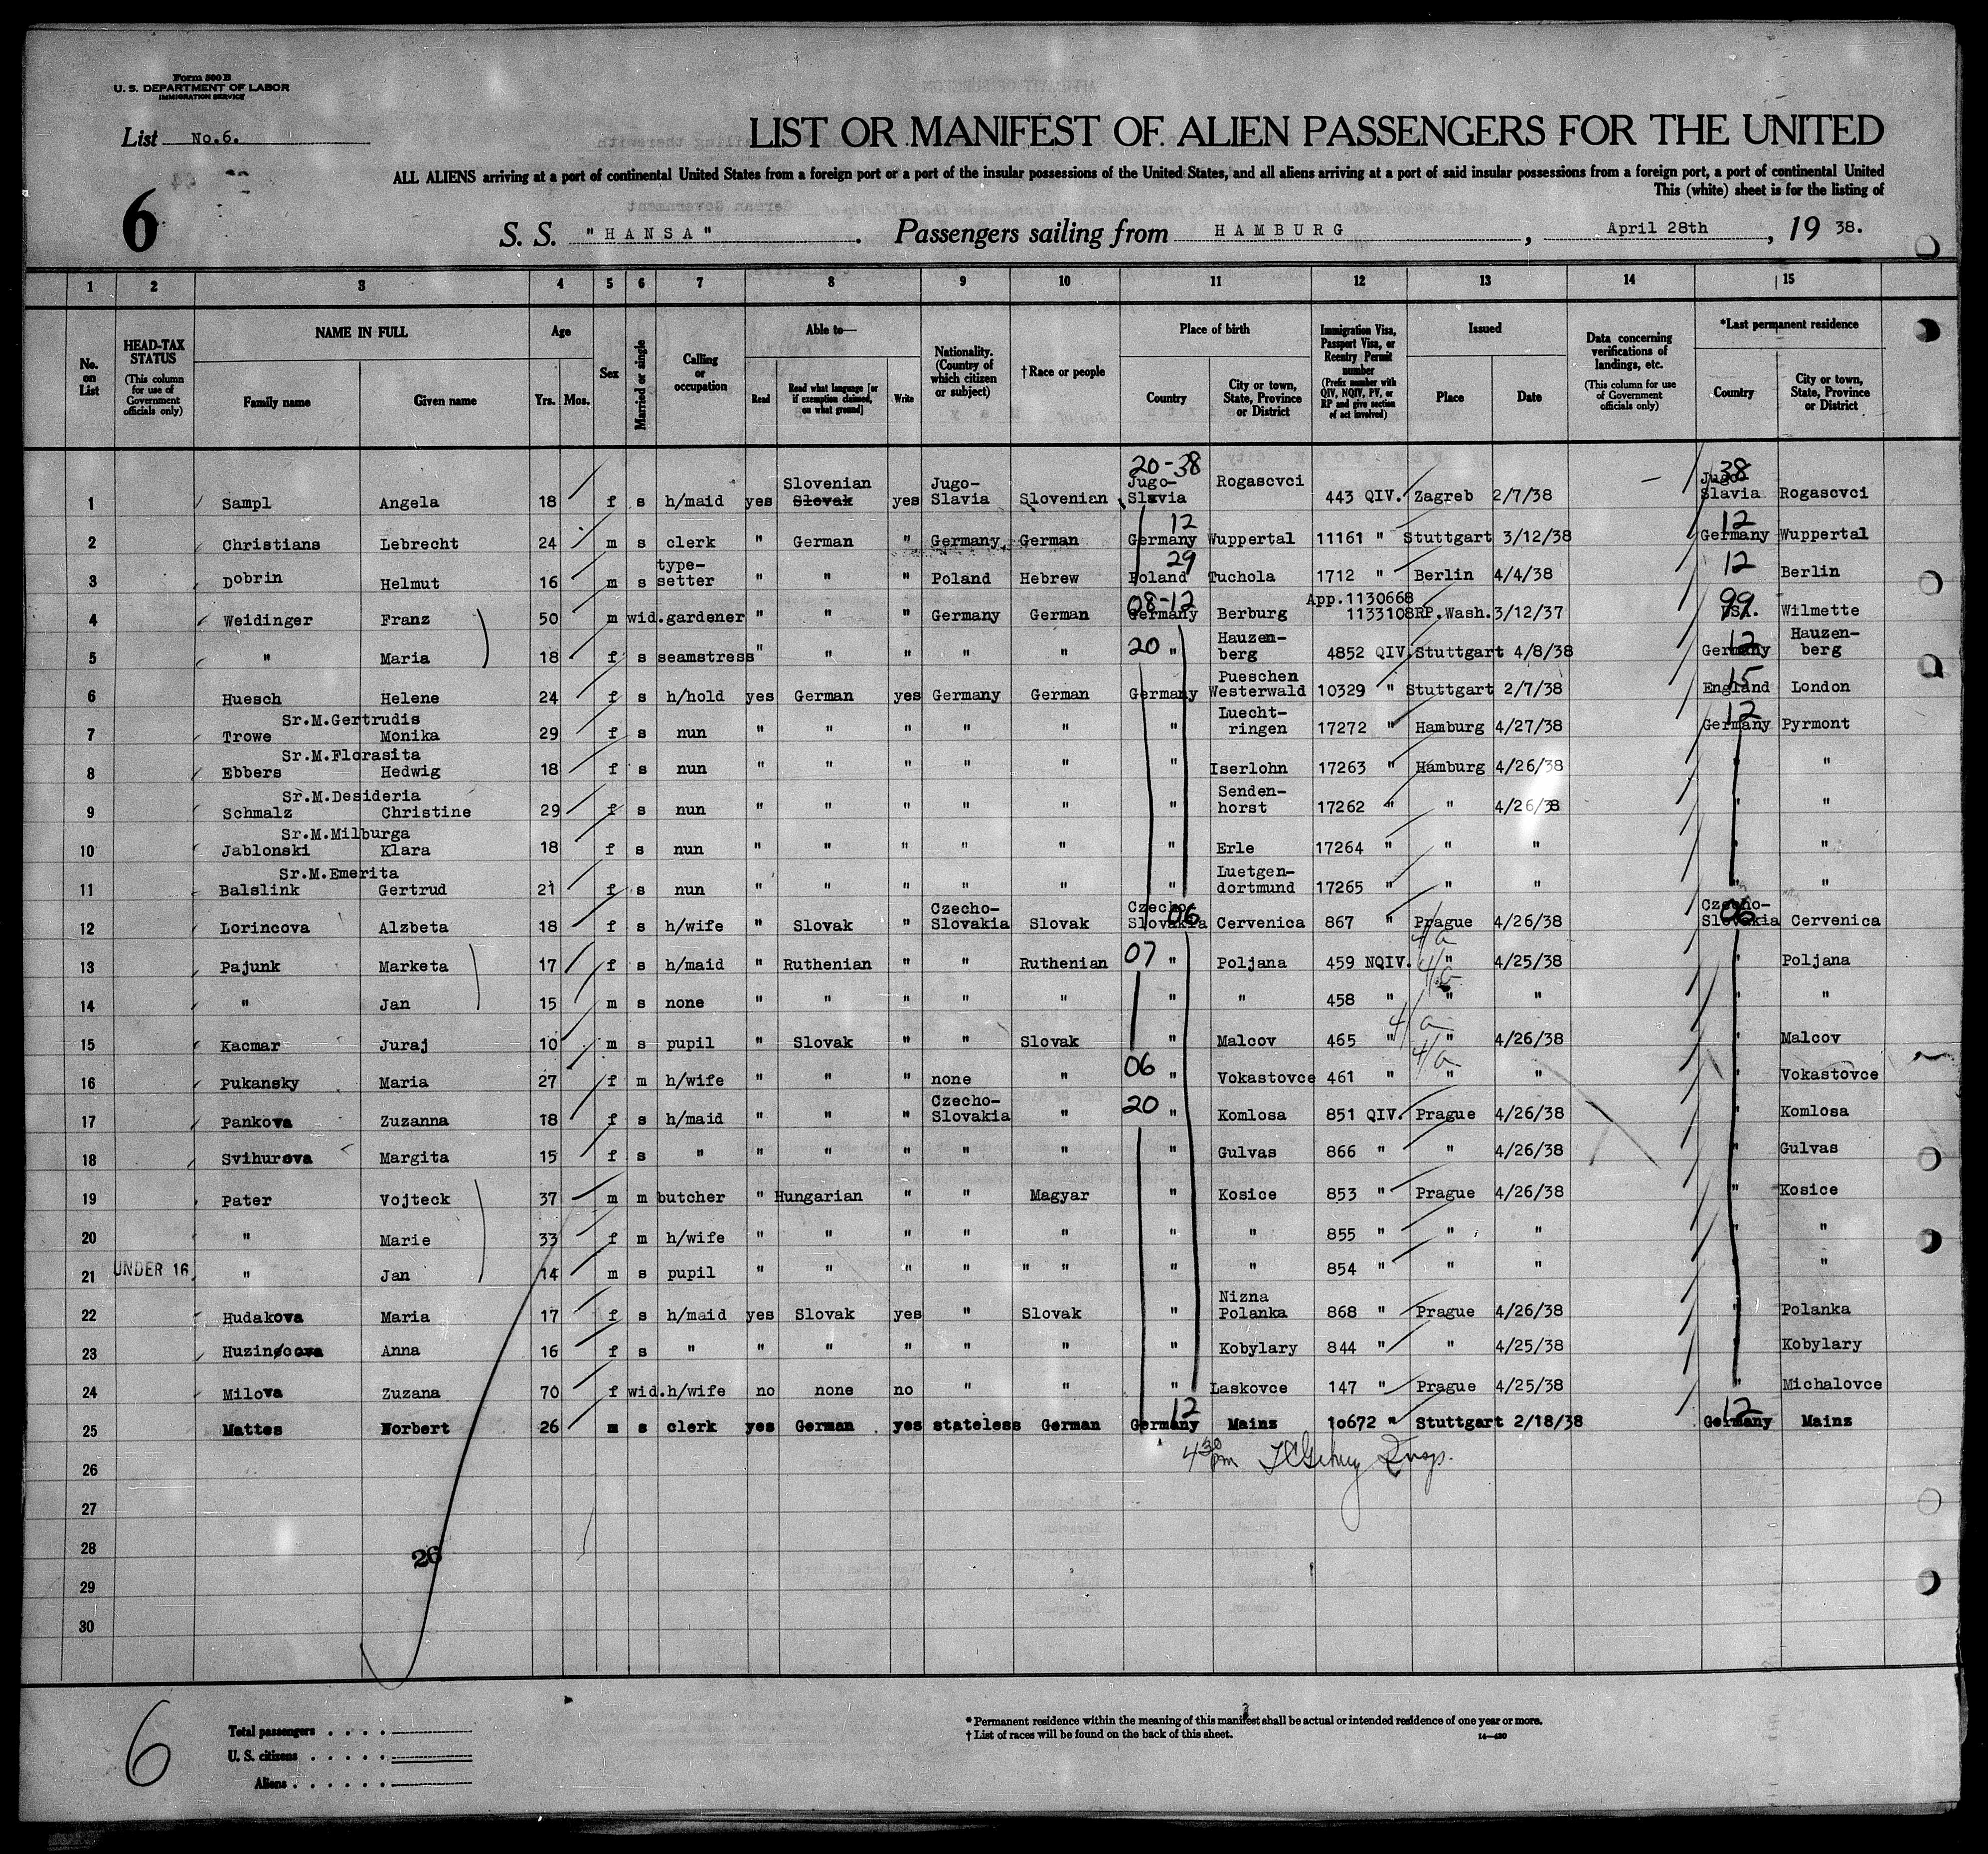 Form 500 B
U. S. DEPARTMENT OF LABOR
IMMIGRATION SERVICE
List No.6.
LIST OR MANIFEST OF ALIEN PASSENGERS FOR THE UNITED
ALL ALIENS arriving at a port of continental United States from a foreign port or a port of the insular possessions of the United States, and all aliens arriving at a port of said insular possessions from a foreign port, a port of continental United
This (white) sheet is for the listing of
6
S. S. "HANSA". Passengers sailing from HAMBURG, April 28th, 19 38.
1 2 3 4 5 6 7 8 9 10 11 12 13 14 15
No. on List
HEAD-TAX STATUS (This column for use of Government officials only)
NAME IN FULL Family name Given name
Age Yrs. Mos.
Sex
Married or single
Calling or occupation
Able to— Read Read what language [or if exemption claimed, on what ground] Write
Nationality. (Country of which citizen or subject)
†Race or people
Place of birth Country City or town, State, Province or District
Immigration Visa, Passport Visa, or Reentry Permit number (Prefix number with QIV, NQIV, PV, or RP and give section of act involved)
Issued Place Date
Data concerning verifications of landings, etc. (This column for use of Government officials only)
*Last permanent residence Country City or town, State, Province or District
20-38 38
1 Sampl Angela 18 f s h/maid yes Slovenian Slovak yes Jugo-Slavia Slovenian Jugo-Slavia Rogascvci 443 QIV. Zagreb 2/7/38 Jugo-Slavia Rogascvci
12 12
2 Christians Lebrecht 24 m s clerk " German " Germany German Germany Wuppertal 11161 " Stuttgart 3/12/38 Germany Wuppertal
29 12
3 Dobrin Helmut 16 m s type-setter " " " Poland Hebrew Poland Tuchola 1712 " Berlin 4/4/38 Berlin
08-12 99
4 Weidinger Franz 50 m wid. gardener " " " Germany German Germany Berburg App.1130668 1133108RP. Wash. 3/12/37 USA. Wilmette
20 12
5 " Maria 18 f s seamstress " " " " " " Hauzen-berg 4852 QIV. Stuttgart 4/8/38 Germany Hauzen-berg
15
6 Huesch Helene 24 f s h/hold yes German yes Germany German Germany Pueschen Westerwald 10329 " Stuttgart 2/7/38 England London
12
7 Sr.M.Gertrudis Trowe Monika 29 f s nun " " " " " " Luecht-ringen 17272 " Hamburg 4/27/38 Germany Pyrmont
8 Sr.M.Florasita Ebbers Hedwig 18 f s nun " " " " " " Iserlohn 17263 " Hamburg 4/26/38 " "
9 Sr.M.Desideria Schmalz Christine 29 f s nun " " " " " " Senden-horst 17262 " " 4/26/38 " "
10 Sr.M.Milburga Jablonski Klara 18 f s nun " " " " " " Erle 17264 " " " " "
11 Sr.M.Emerita Balslink Gertrud 21 f s nun " " " " " " Luetgen-dortmund 17265 " " " " "
06 06
12 Lorincova Alzbeta 18 f s h/wife " Slovak " Czecho-Slovakia Slovak Czecho-Slovakia Cervenica 867 " Prague 4/26/38 Czecho-Slovakia Cervenica
07
13 Pajunk Marketa 17 f s h/maid " Ruthenian " " Ruthenian " Poljana 459 NQIV. " 4/25/38 " Poljana
14 " Jan 15 m s none " " " " " " " 458 " " " " "
15 Kacmar Juraj 10 m s pupil " Slovak " " Slovak " Malcov 465 " " 4/26/38 " Malcov
06
16 Pukansky Maria 27 f m h/wife " " " none " " Vokastovce 461 " " " " Vokastovce
20
17 Pankova Zuzanna 18 f s h/maid " " " Czecho-Slovakia " " Komlosa 851 QIV. Prague 4/26/38 " Komlosa
18 Svihurova Margita 15 f s " " " " " " " Gulvas 866 " " 4/26/38 " Gulvas
19 Pater Vojteck 37 m m butcher " Hungarian " " Magyar " Kosice 853 " Prague 4/26/38 " Kosice
20 " Marie 33 f m h/wife " " " " " " " 855 " " " " "
21 UNDER 16 " Jan 14 m s pupil " " " " " " " " 854 " " " " "
22 Hudakova Maria 17 f s h/maid yes Slovak yes " Slovak " Nizna Polanka 868 " Prague 4/26/38 " Polanka
23 Anna 16 f s " " " " " " " Kobylary 844 " " 4/25/38 " Kobylary
24 Milova Zuzana 70 f wid. h/wife no none no " " " Laskovce 147 " Prague 4/25/38 " Michalovce
12 12
25 Mattes Norbert 26 m s clerk yes German yes stateless German Germany Mainz 10672 " Stuttgart 2/18/38 Germany Mainz
4 30 pm Insp.
26
27
28
26
29
30
6
Total passengers
U. S. citizens
Aliens
* Permanent residence within the meaning of this manifest shall be actual or intended residence of one year or more.
† List of races will be found on the back of this sheet.
14—430